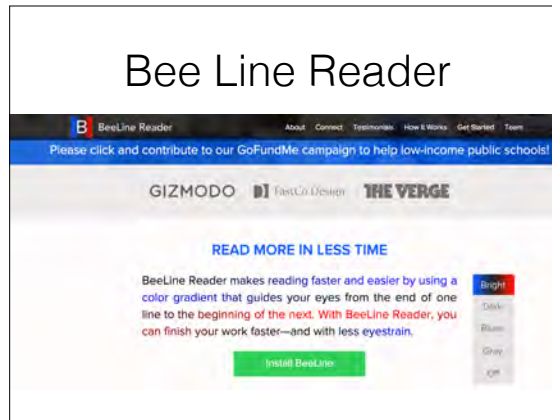 Bee Line Reader
B BeeLine Reader About Connect Testimonials How It Works Get Started Team
Please click and contribute to our GoFundMe campaign to help low-income public schools!
GIZMODO FastCo Design THE VERGE
READ MORE IN LESS TIME
BeeLine Reader makes reading faster and easier by using a
color gradient that guides your eyes from the end of one
line to the beginning of the next. With BeeLine Reader, you
can finish your work faster—and with less eyestrain.
Bright
Dark
Blues
Gray
Off
Install BeeLine